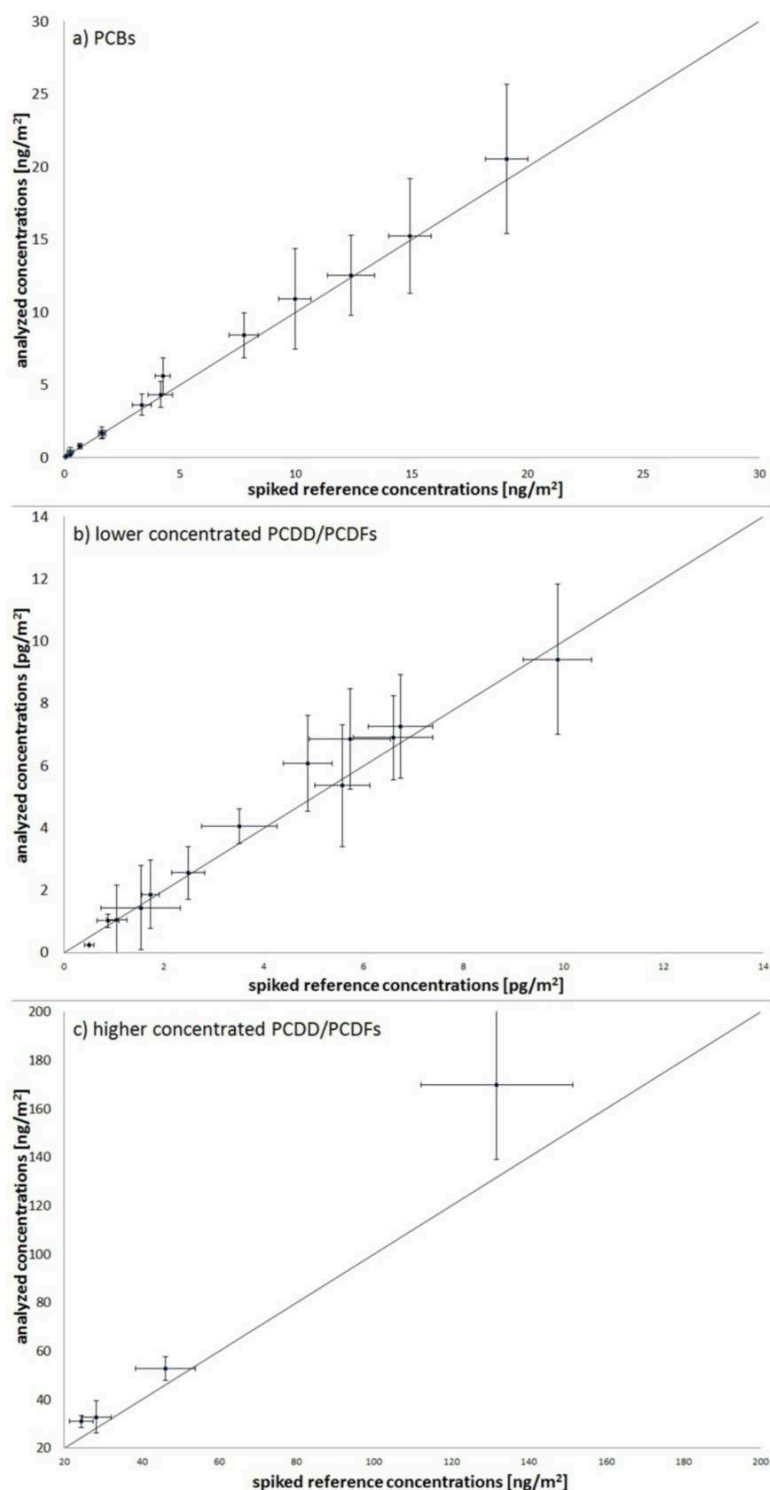 a) PCBs
analyzed concentrations [ng/m²]
30
25
20
15
10
5
0
0 5 10 15 20 25 30
spiked reference concentrations [ng/m²]
b) lower concentrated PCDD/PCDFs
analyzed concentrations [pg/m²]
14
12
10
8
6
4
2
0
0 2 4 6 8 10 12 14
spiked reference concentrations [pg/m²]
c) higher concentrated PCDD/PCDFs
analyzed concentrations [ng/m²]
200
180
160
140
120
100
80
60
40
20
20 40 60 80 100 120 140 160 180 200
spiked reference concentrations [ng/m²]